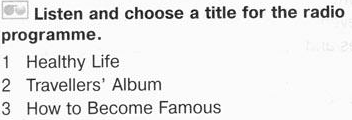 Listen and choose a title for the radio
programme.
1 Healthy Life
2 Travellers' Album
3 How to Become Famous